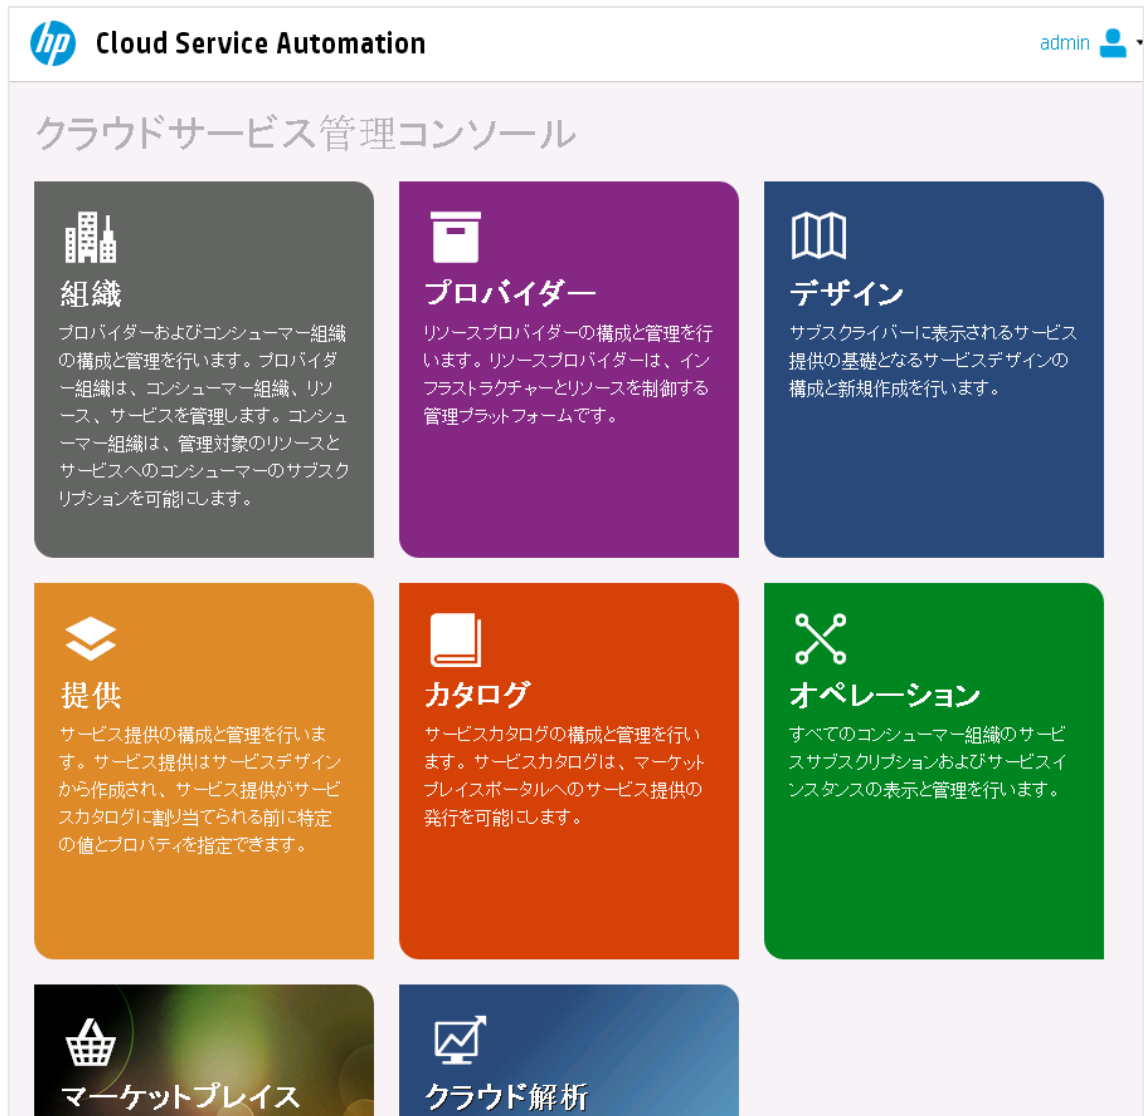 hp Cloud Service Automation
admin
クラウドサービス管理コンソール
組織
プロバイダーおよびコンシューマー組織
の構成と管理を行います。プロバイダ
ー組織は、コンシューマー組織、リソ
ース、サービスを管理します。コンシュ
ーマー組織は、管理対象のリソースと
サービスへのコンシューマーのサブスク
リプションを可能にします。
プロバイダー
リソースプロバイダーの構成と管理を行
います。リソースプロバイダーは、イン
フラストラクチャーとリソースを制御する
管理プラットフォームです。
デザイン
サブスクライバーに表示されるサービス
提供の基礎となるサービスデザインの
構成と新規作成を行います。
提供
サービス提供の構成と管理を行いま
す。サービス提供はサービスデザイン
から作成され、サービス提供がサービ
スカタログに割り当てられる前に特定
の値とプロパティを指定できます。
カタログ
サービスカタログの構成と管理を行い
ます。サービスカタログは、マーケット
プレイスポータルへのサービス提供の
発行を可能にします。
オペレーション
すべてのコンシューマー組織のサービ
スサブスクリプションおよびサービスイ
ンスタンスの表示と管理を行います。
マーケットプレイス
クラウド解析